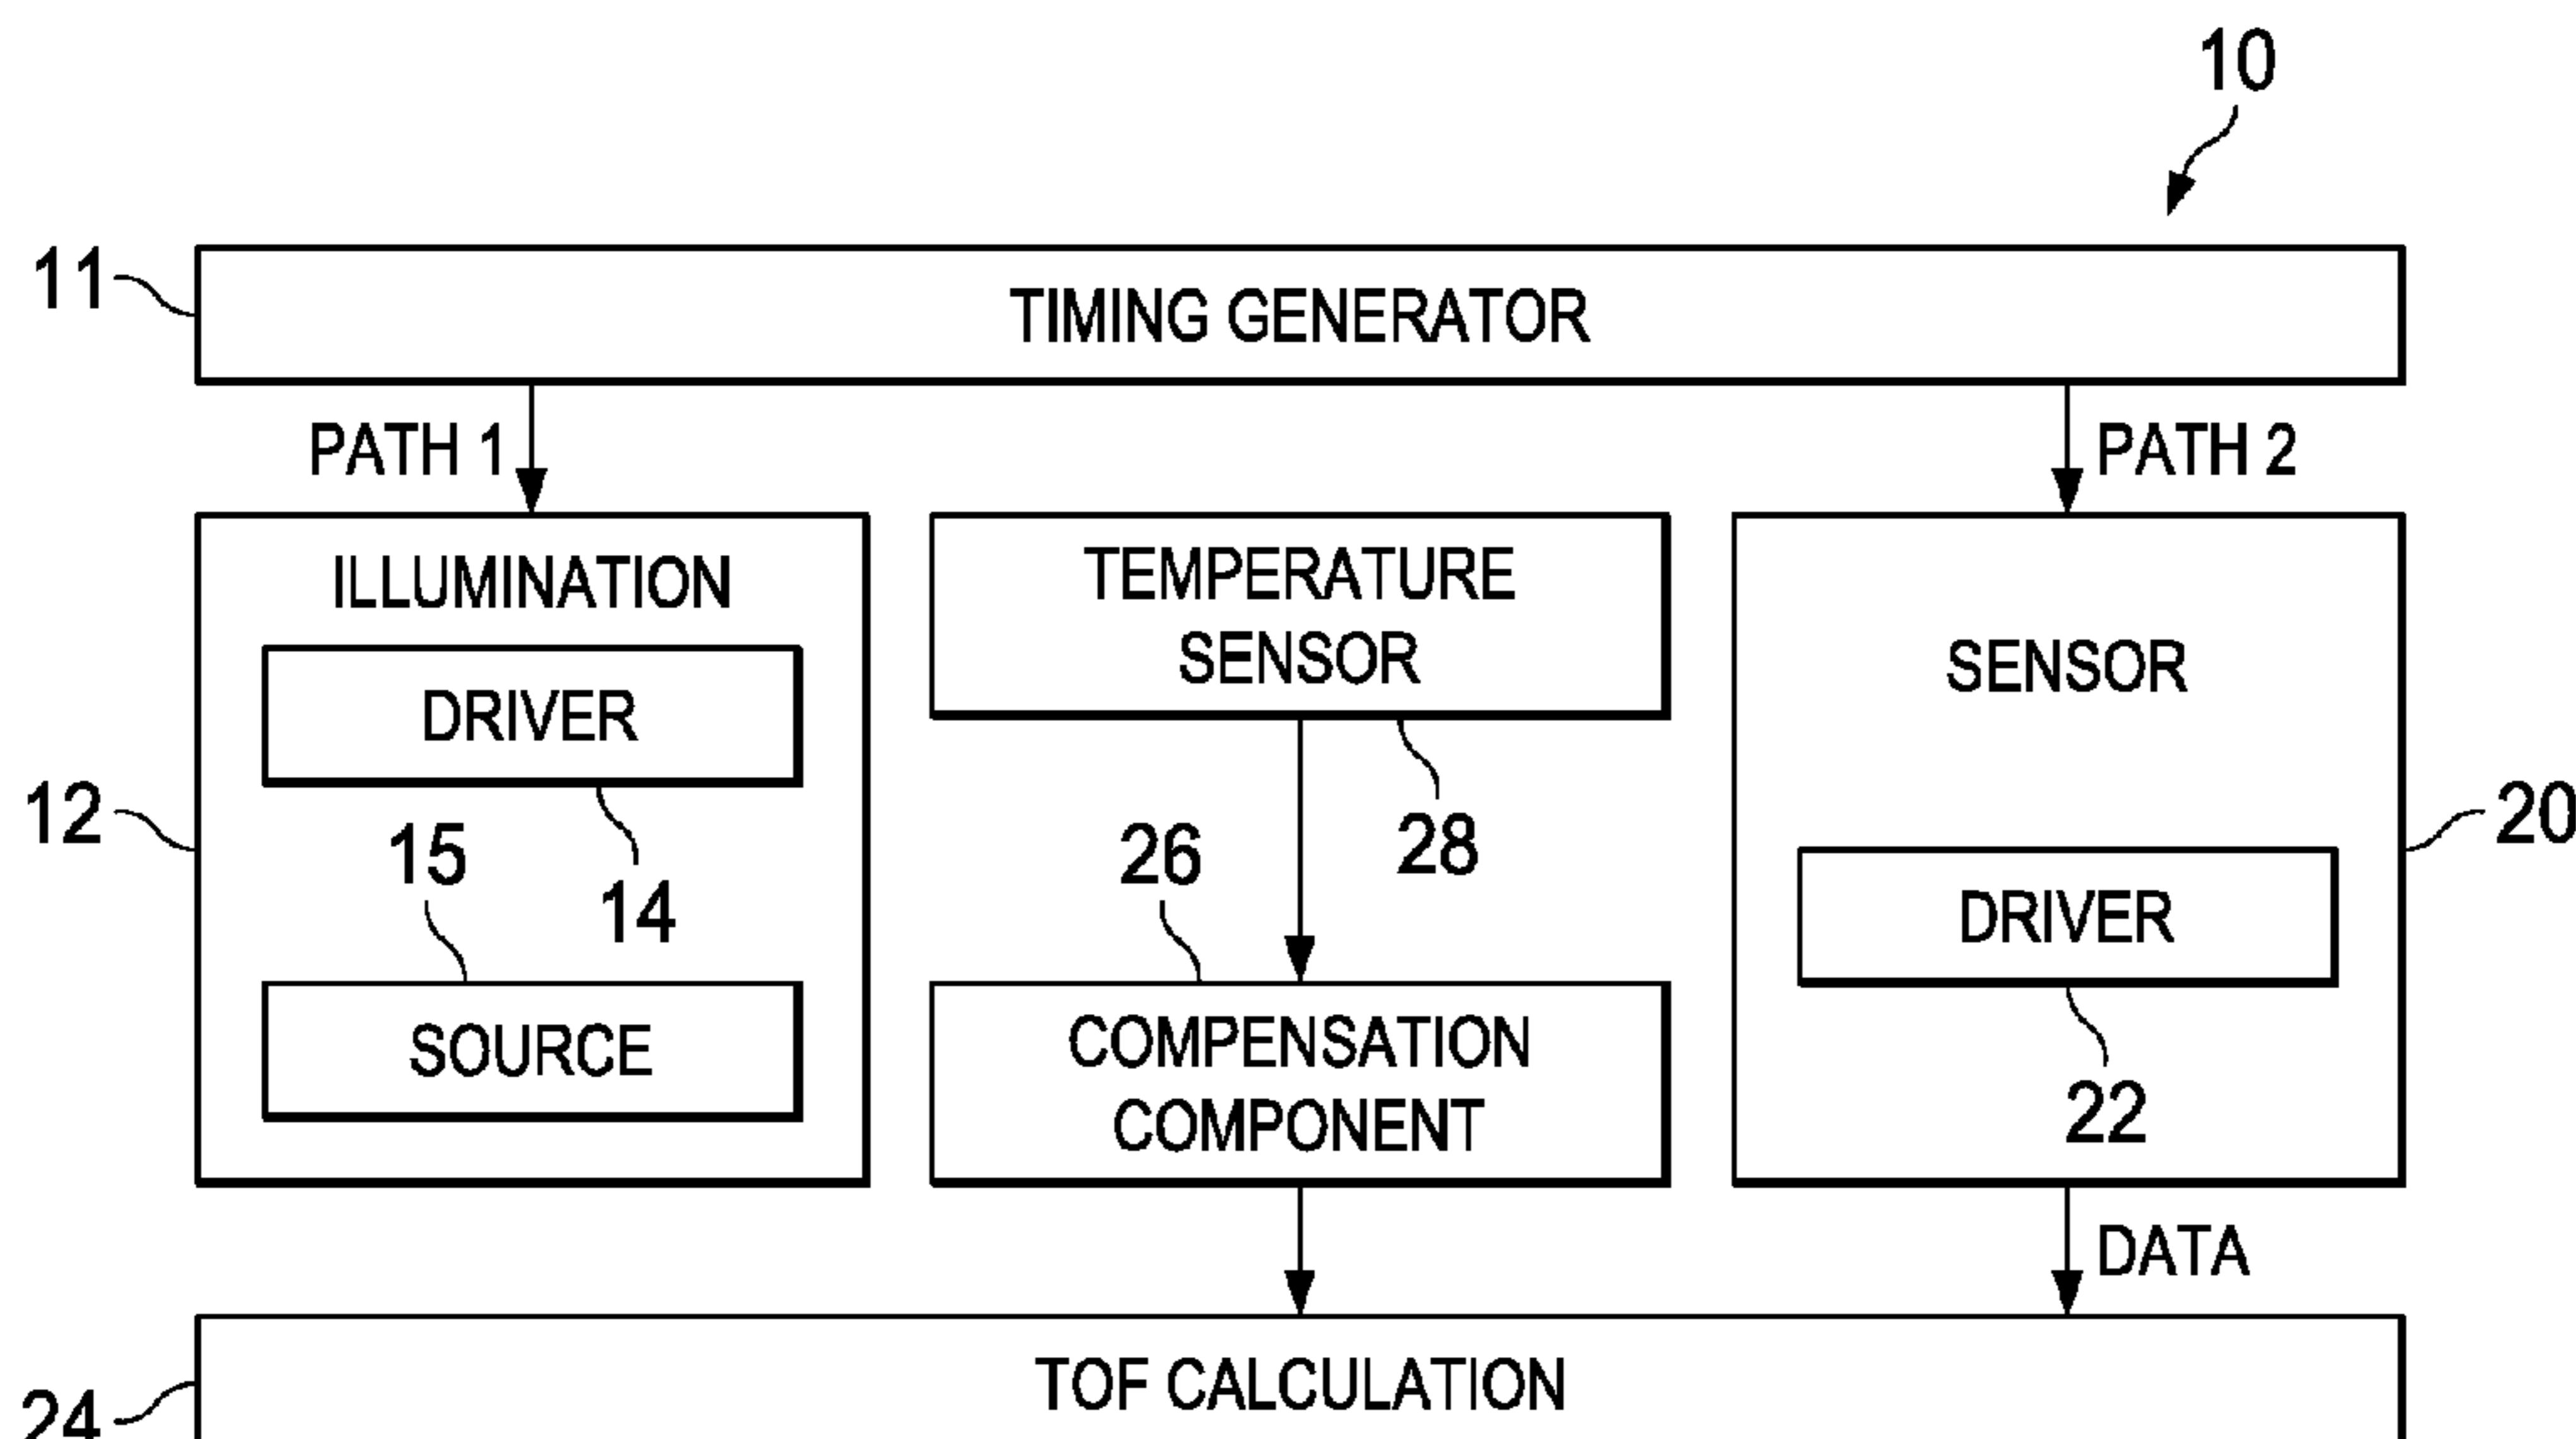 10
11
TIMING GENERATOR
PATH 1
PATH 2
ILLUMINATION
TEMPERATURE
SENSOR
SENSOR
DRIVER
12
15
14
26
28
20
DRIVER
SOURCE
COMPENSATION
COMPONENT
22
DATA
TOF CALCULATION
24